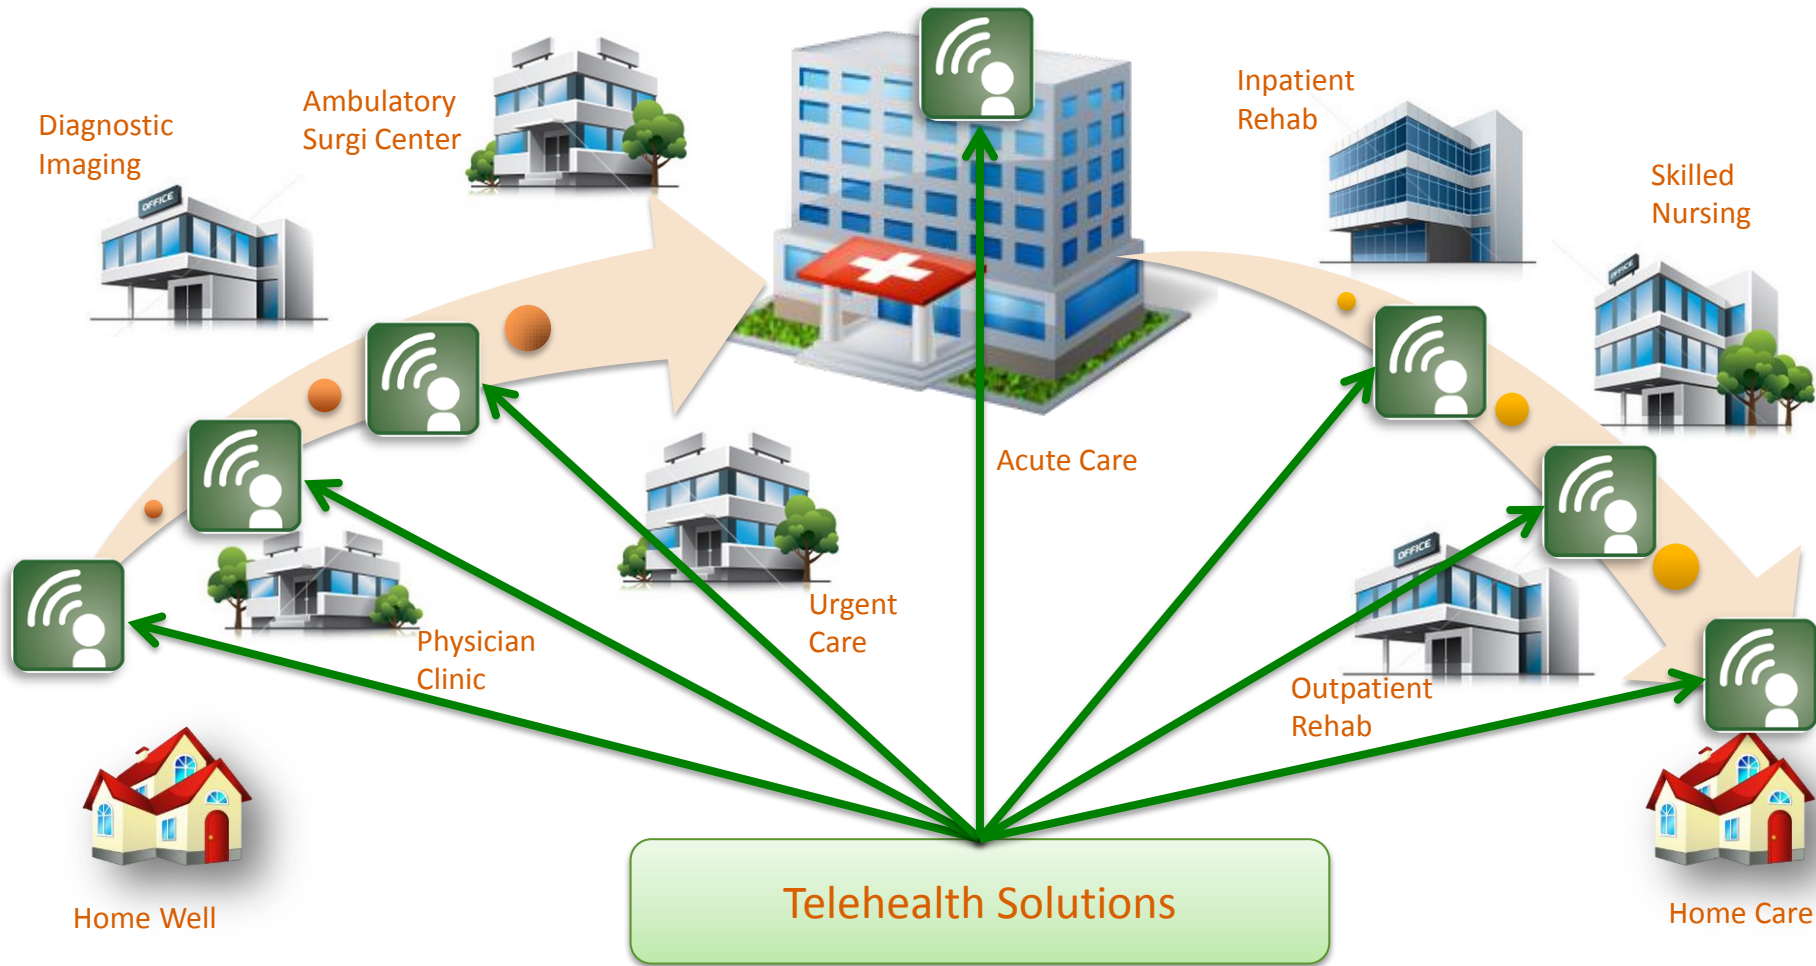 Diagnostic
Imaging
Ambulatory
Surgi Center
Inpatient
Rehab
Skilled
Nursing
OFFICE
OFFICE
Acute Care
OFFICE
Urgent
Care
Physician
Clinic
Outpatient
Rehab
Home Well
Telehealth Solutions
Home Care